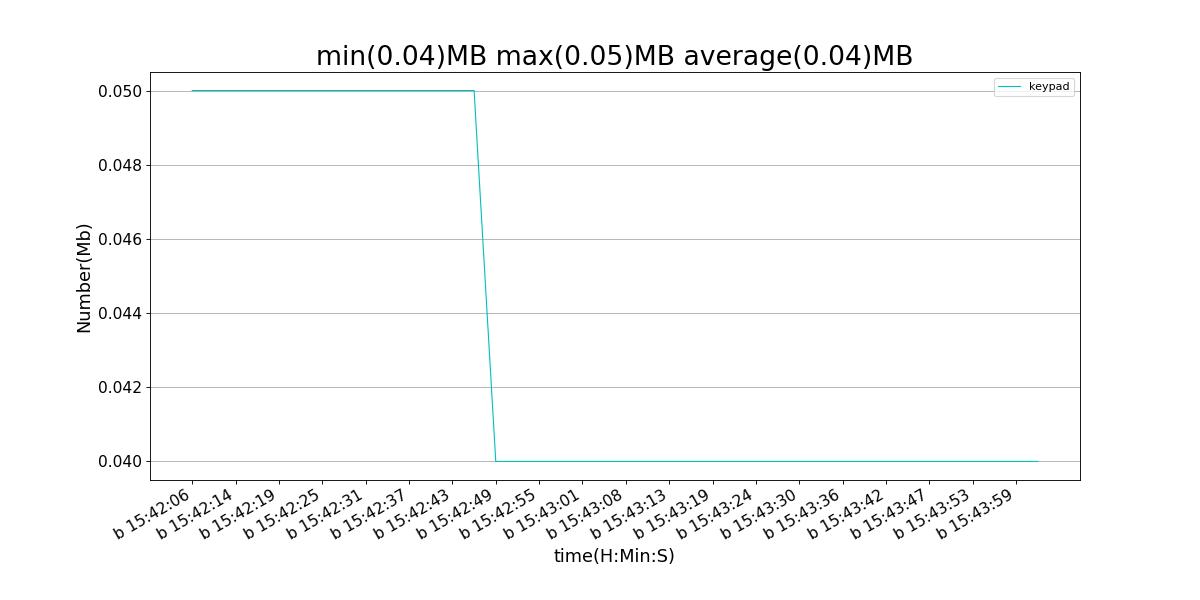 min(0.04)MB max(0.05)MB average(0.04)MB
keypad
0.050
0.048
0.046
0.044
0.042
0.040
Number(Mb)
b 15:42:06
b 15:42:14
b 15:42:19
b 15:42:25
b 15:42:31
b 15:42:37
b 15:42:43
b 15:42:49
b 15:42:55
b 15:43:01
b 15:43:08
b 15:43:13
b 15:43:19
b 15:43:24
b 15:43:30
b 15:43:36
b 15:43:42
b 15:43:47
b 15:43:53
b 15:43:59
time(H:Min:S)